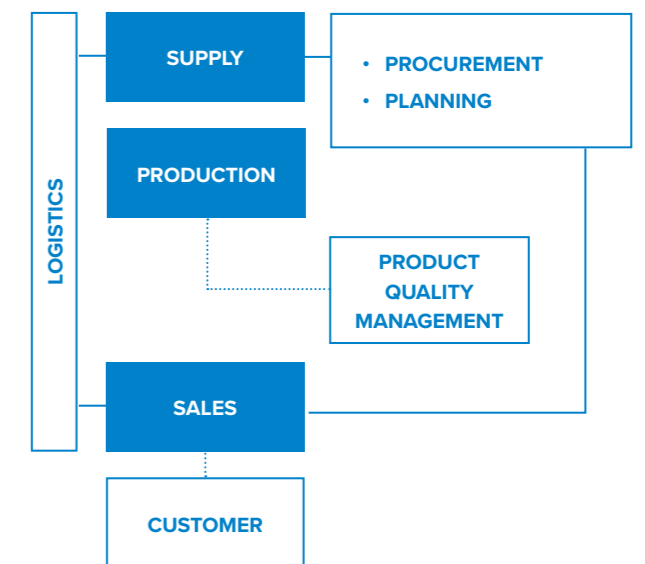 SUPPLY
• PROCUREMENT
• PLANNING
PRODUCTION
LOGISTICS
PRODUCT
QUALITY
MANAGEMENT
SALES
CUSTOMER